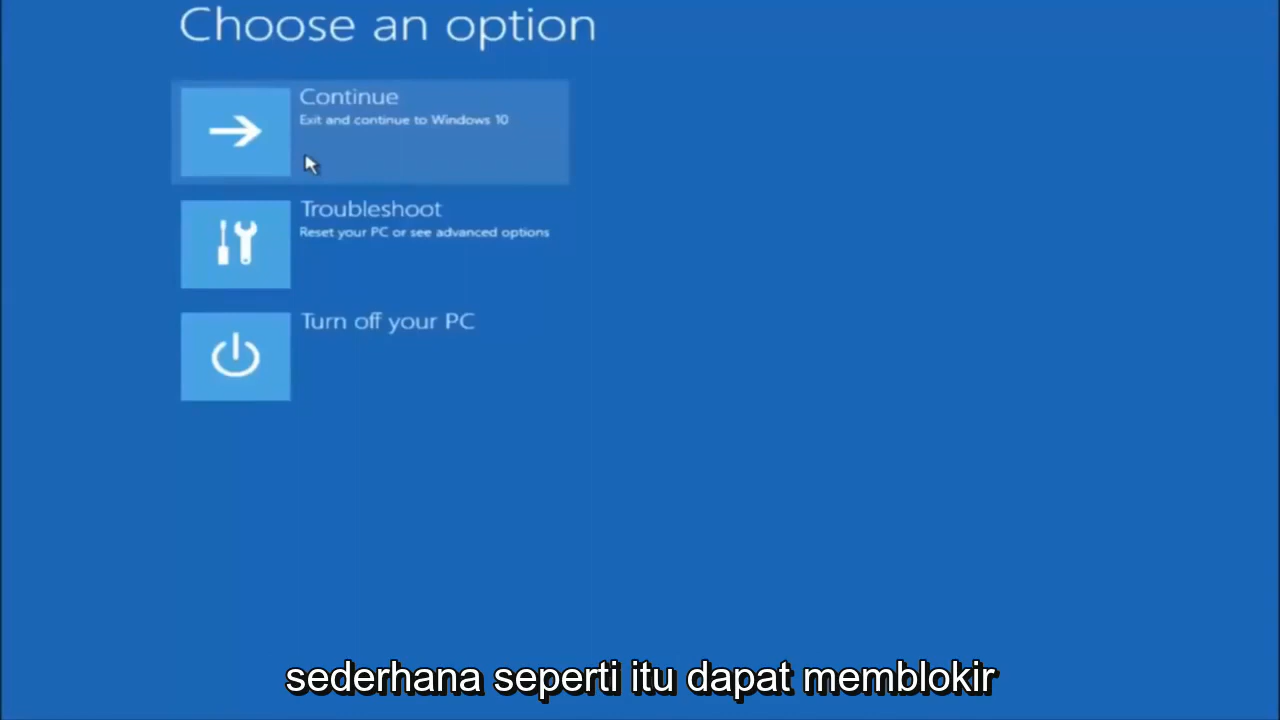 Choose an option
Continue
Exit and continue to Windows 10
Troubleshoot
Reset your PC or see advanced options
Turn off your PC
sederhana seperti itu dapat memblokir